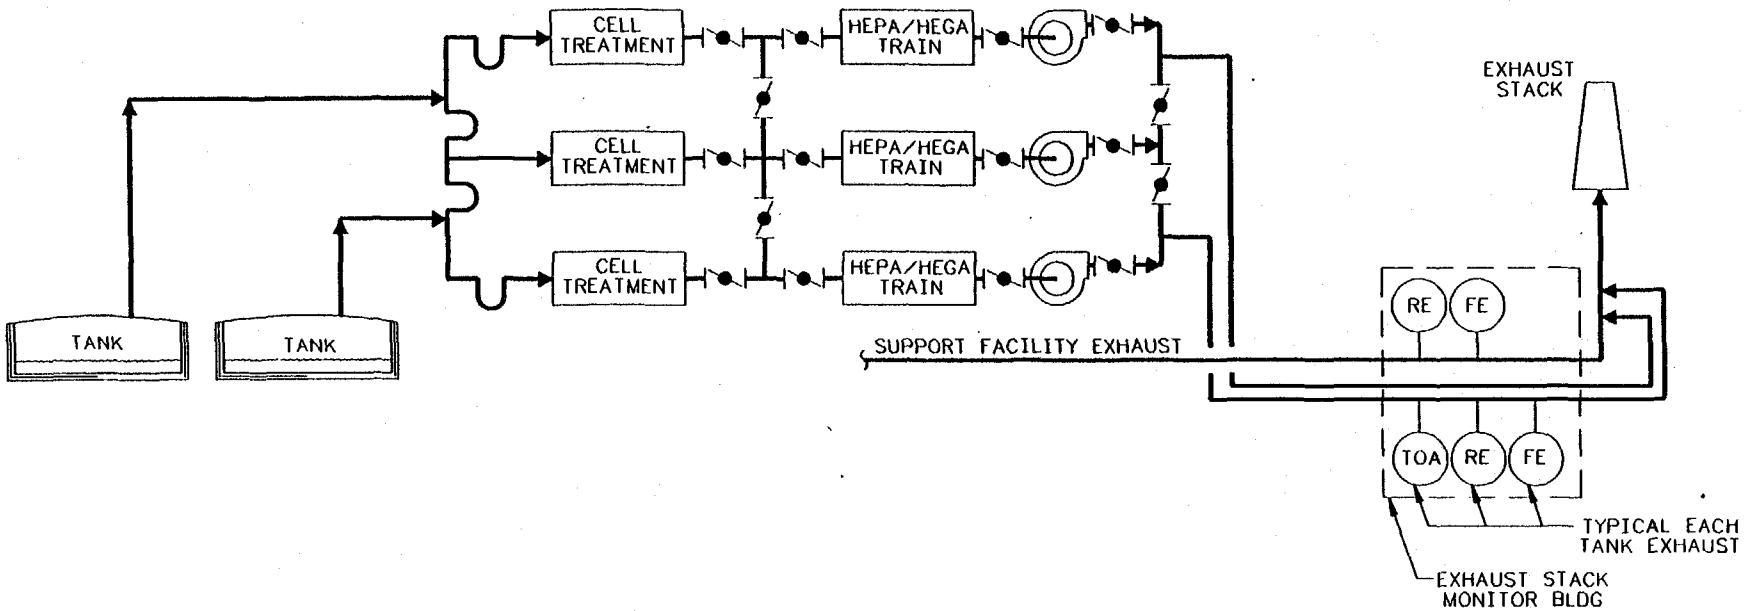 CELL
TREATMENT
HEPA/HEGA
TRAIN
EXHAUST
STACK
CELL
TREATMENT
HEPA/HEGA
TRAIN
CELL
TREATMENT
HEPA/HEGA
TRAIN
TANK
TANK
RE
FE
SUPPORT FACILITY EXHAUST
TOA
RE
FE
TYPICAL EACH
TANK EXHAUST
EXHAUST STACK
MONITOR BLDG